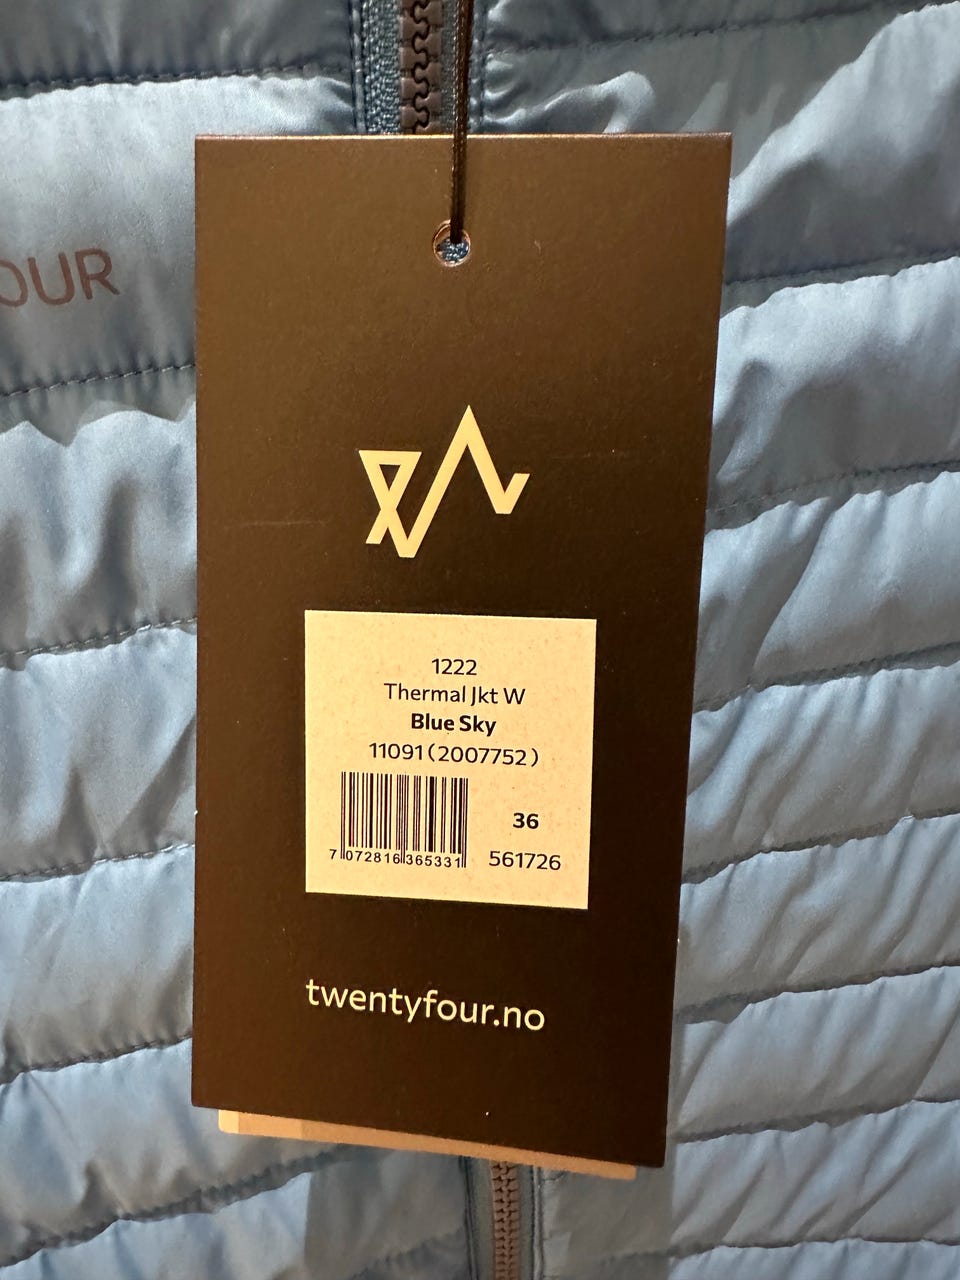 OUR
1222
Thermal Jkt W
Blue Sky
11091 (2007752)
36
7 072816 365331
561726
twentyfour.no